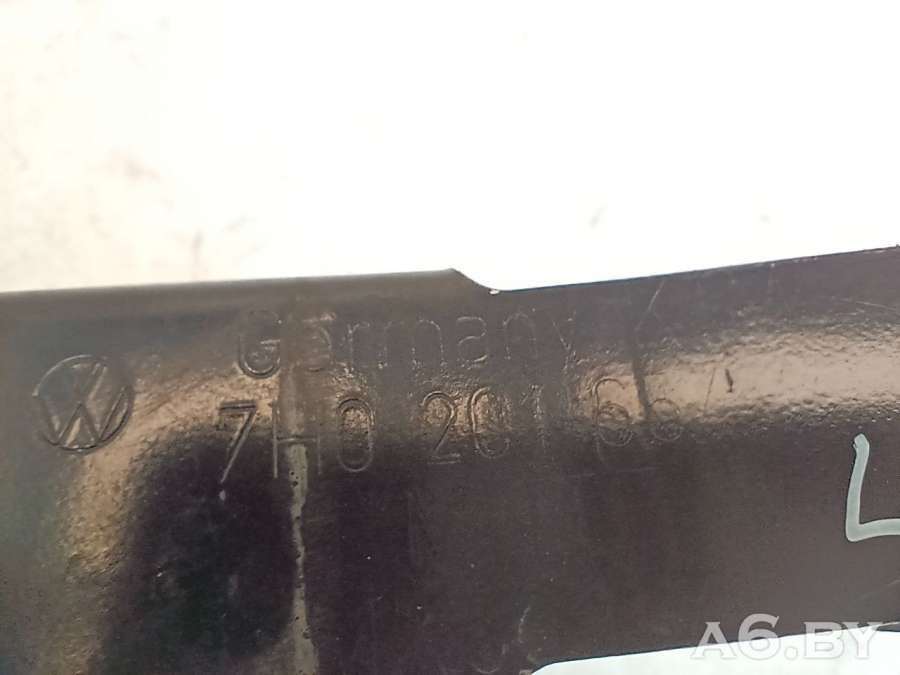 Germany
7H0 201
L
A6.BY